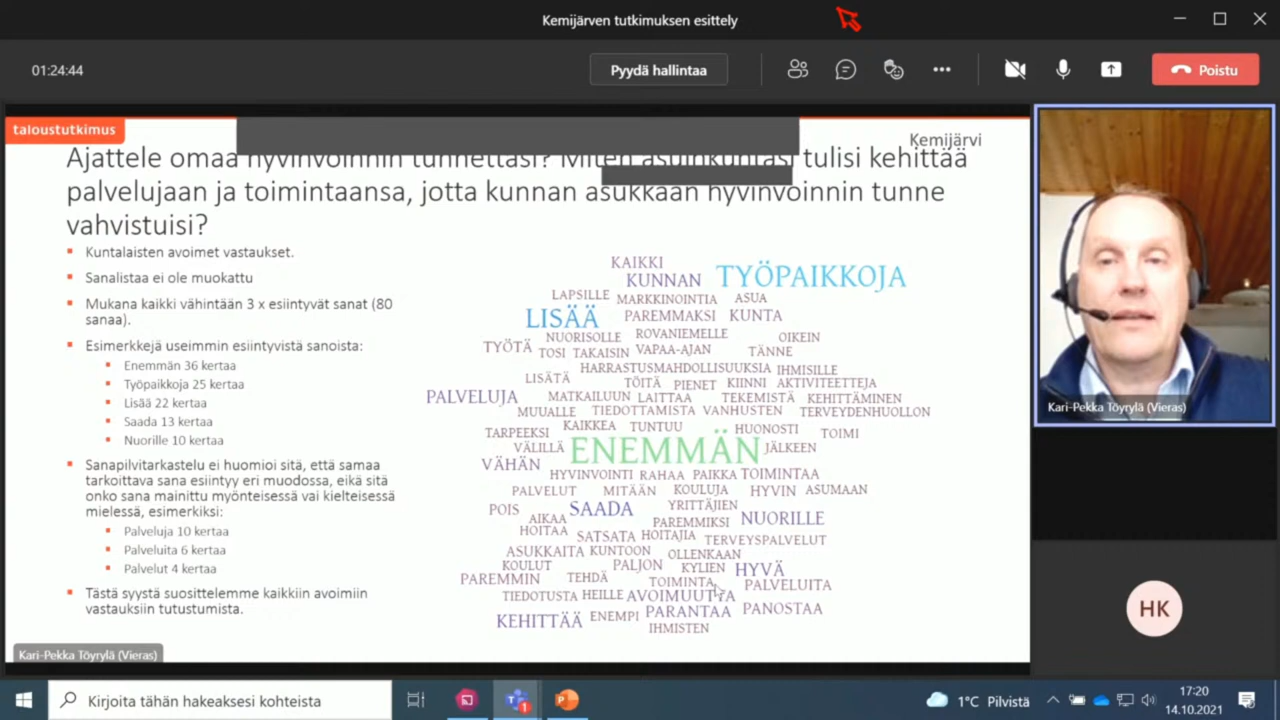 Kemijärven tutkimuksen esittely
01:24:44
Pyydä hallintaa
Poistu
taloustutkimus
Kemijärvi
Ajattele omaa hyvinvoinnin tunnettasi? Miten asuinkuntasi tulisi kehittää
palvelujaan ja toimintaansa, jotta kunnan asukkaan hyvinvoinnin tunne
vahvistuisi?
Kuntalaisten avoimet vastaukset.
Sanalistaa ei ole muokattu
Mukana kaikki vähintään 3 x esiintyvät sanat (80
sanaa).
Esimerkkejä useimmin esiintyvistä sanoista:
Enemmän 36 kertaa
Työpaikkoja 25 kertaa
Lisää 22 kertaa
Saada 13 kertaa
Nuorille 10 kertaa
Sanapilvitarkastelu ei huomioi sitä, että samaa
tarkoittava sana esiintyy eri muodossa, eikä sitä
onko sana mainittu myönteisessä vai kielteisessä
mielessä, esimerkiksi:
Palveluja 10 kertaa
Palveluita 6 kertaa
Palvelut 4 kertaa
Tästä syystä suosittelemme kaikkiin avoimiin
vastauksiin tutustumista.
KAIKKI
KUNNAN TYÖPAIKKOJA
LAPSILLE MARKKINOINTIA ASUA
LISÄÄ PAREMMAKSI KUNTA
NUORISOLLE ROVANIEMELLE OIKEIN
TYÖTÄ TOSI TAKAISIN VAPAA-AJAN TÄNNE
HARRASTUSMAHDOLLISUUKSIA IHMISILLE
LISÄTÄ TÖITÄ PIENET KIINNI AKTIVITEETTEJA
PALVELUJA MATKAILUUN LAITTAA TEKEMISTÄ KEHITTÄMINEN
MUUALLE TIEDOTTAMISTA VANHUSTEN TERVEYDENHUOLLON
TARPEEKSI KAIKKEA TUNTUU HUONOSTI TOIMI
VÄLILLÄ ENEMMÄN JÄLKEEN
VÄHÄN HYVINVOINTI RAHAA PAIKKA TOIMINTAA
PALVELUT MITÄÄN KOULUJA HYVIN ASUMAAN
POIS SAADA YRITTÄJIEN
AIKAA PAREMMIKSI NUORILLE
HOITAA SATSATA HOITAJIA TERVEYSPALVELUT
ASUKKAITA KUNTOON OLLENKAAN
KOULUT PALJON KYLIEN HYVÄ
PAREMMIN TEHDÄ TOIMINTA PALVELUITA
TIEDOTUSTA HEILLE AVOIMUUTTA
KEHITTÄÄ ENEMPI PARANTAA PANOSTAA
IHMISTEN
Kari-Pekka Töyrylä (Vieras)
Kari-Pekka Töyrylä (Vieras)
HK
Kirjoita tähän hakeaksesi kohteista
1
1°C Pilvistä
17:20
14.10.2021